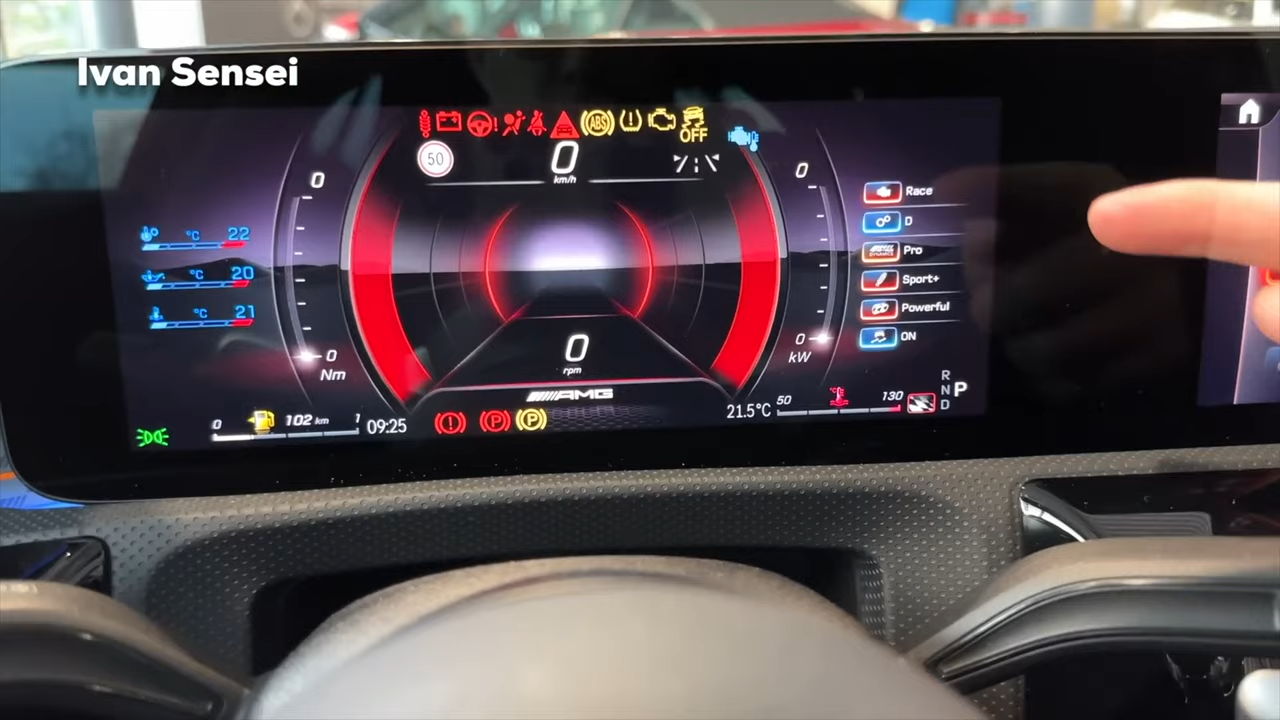 Ivan Sensei
ABS
OFF
50
0
km/h
0
0
°C 22
°C 20
°C 21
Race
D
Pro
Sport+
Powerful
ON
0
Nm
0
kW
0
rpm
AMG
0 102 km 1
09:25
P
P
21.5°C
50 °C 130
R
N
D
P